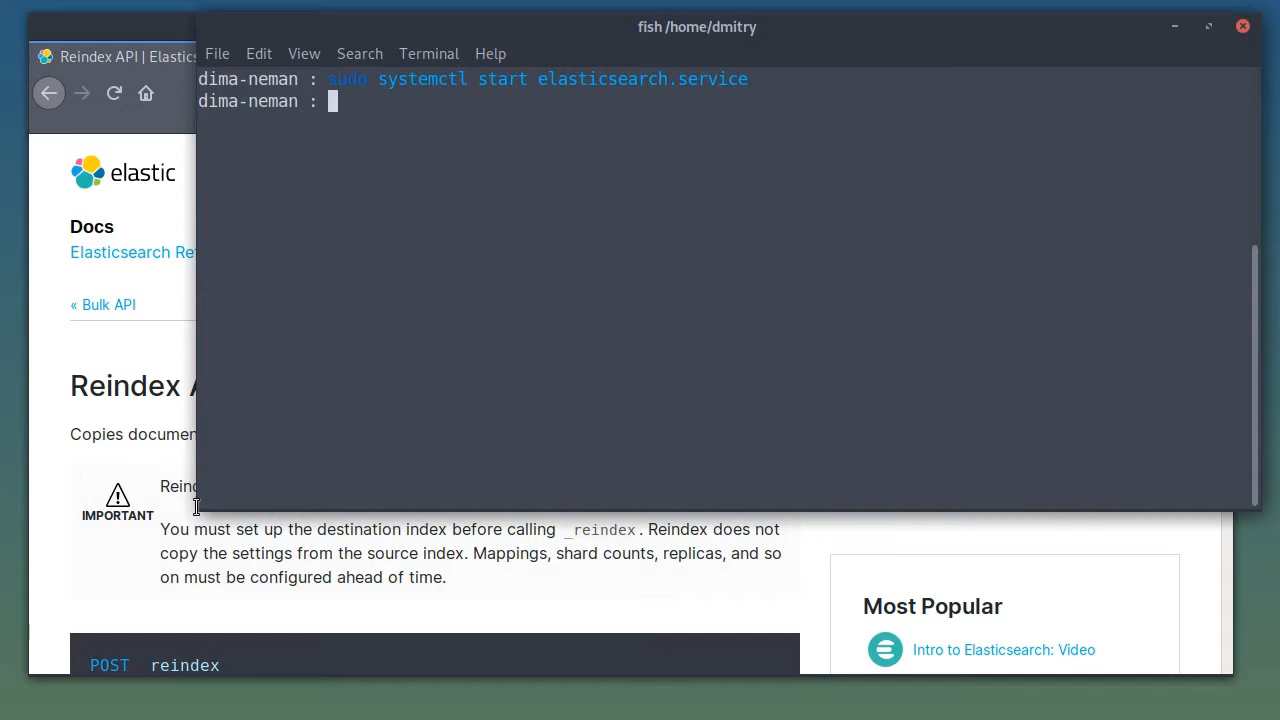 fish /home/dmitry
File Edit View Search Terminal Help
dima-neman : sudo systemctl start elasticsearch.service
dima-neman :
Reindex API | Elastics
elastic
Docs
Elasticsearch Re
« Bulk API
Reindex A
Copies documen
IMPORTANT
Reind
You must set up the destination index before calling _reindex. Reindex does not
copy the settings from the source index. Mappings, shard counts, replicas, and so
on must be configured ahead of time.
POST reindex
Most Popular
Intro to Elasticsearch: Video